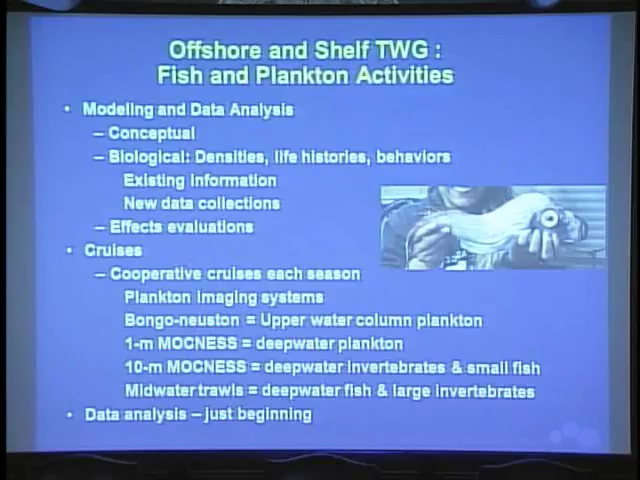 Offshore and Shelf TWG :
Fish and Plankton Activities
• Modeling and Data Analysis
– Conceptual
– Biological: Densities, life histories, behaviors
Existing information
New data collections
– Effects evaluations
• Cruises
– Cooperative cruises each season
Plankton imaging systems
Bongo-neuston = Upper water column plankton
1-m MOCNESS = deepwater plankton
10-m MOCNESS = deepwater invertebrates & small fish
Midwater trawls = deepwater fish & large invertebrates
• Data analysis – just beginning